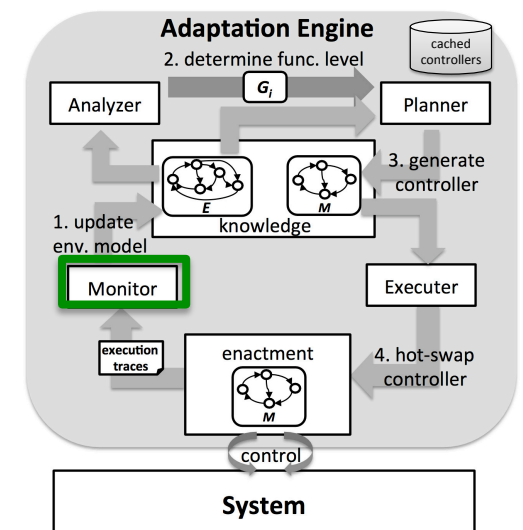 Adaptation Engine
cached
controllers
2. determine func. level
Gi
Analyzer
Planner
3. generate
controller
E
M
knowledge
1. update
env. model
Monitor
Executer
execution
traces
enactment
M
4. hot-swap
controller
control
System